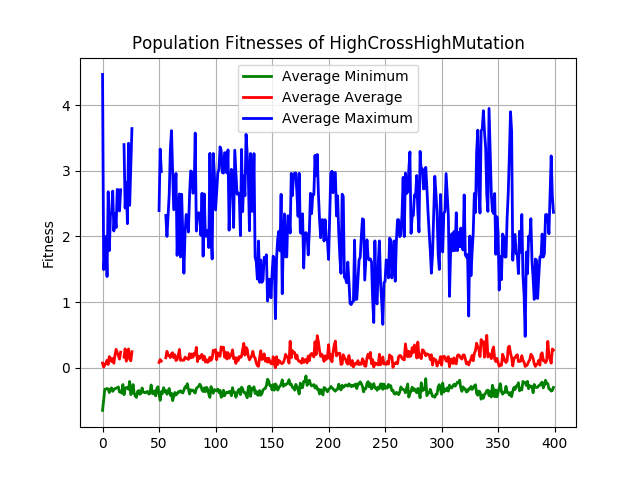 Population Fitnesses of HighCrossHighMutation
Average Minimum
Average Average
Average Maximum
Fitness
4
3
2
1
0
0 50 100 150 200 250 300 350 400